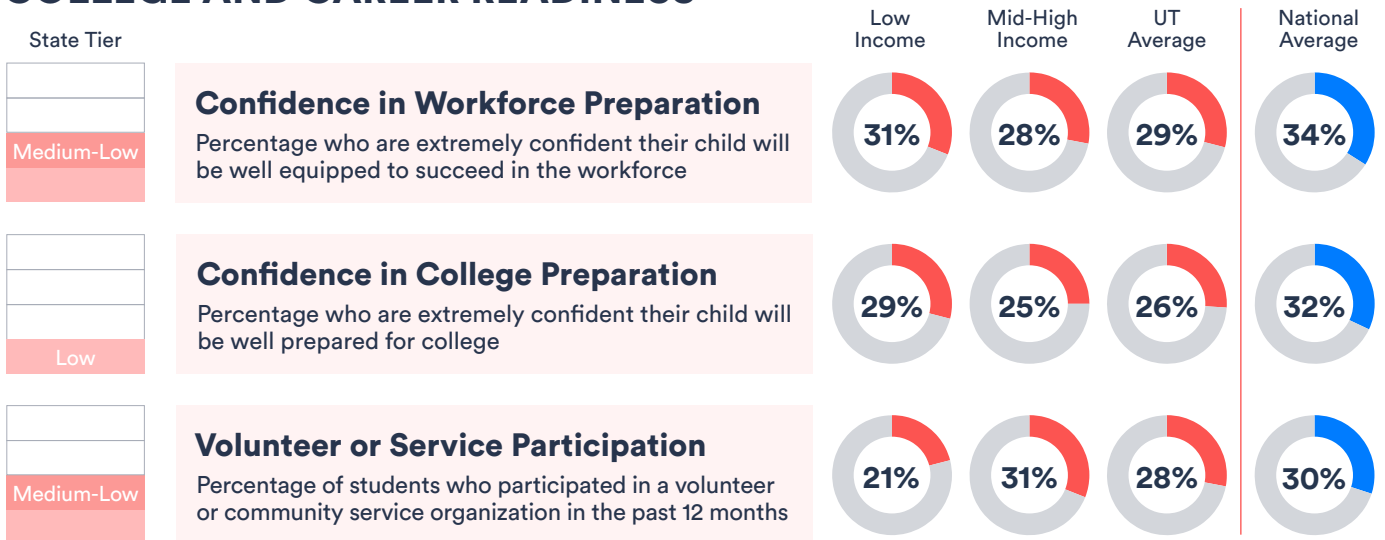 COLLEGE AND CAREER READINESS
State Tier
Low
Income
Mid-High
Income
UT
Average
National
Average
Medium-Low
Confidence in Workforce Preparation
Percentage who are extremely confident their child will
be well equipped to succeed in the workforce
31%
28%
29%
34%
Low
Confidence in College Preparation
Percentage who are extremely confident their child will
be well prepared for college
29%
25%
26%
32%
Medium-Low
Volunteer or Service Participation
Percentage of students who participated in a volunteer
or community service organization in the past 12 months
21%
31%
28%
30%